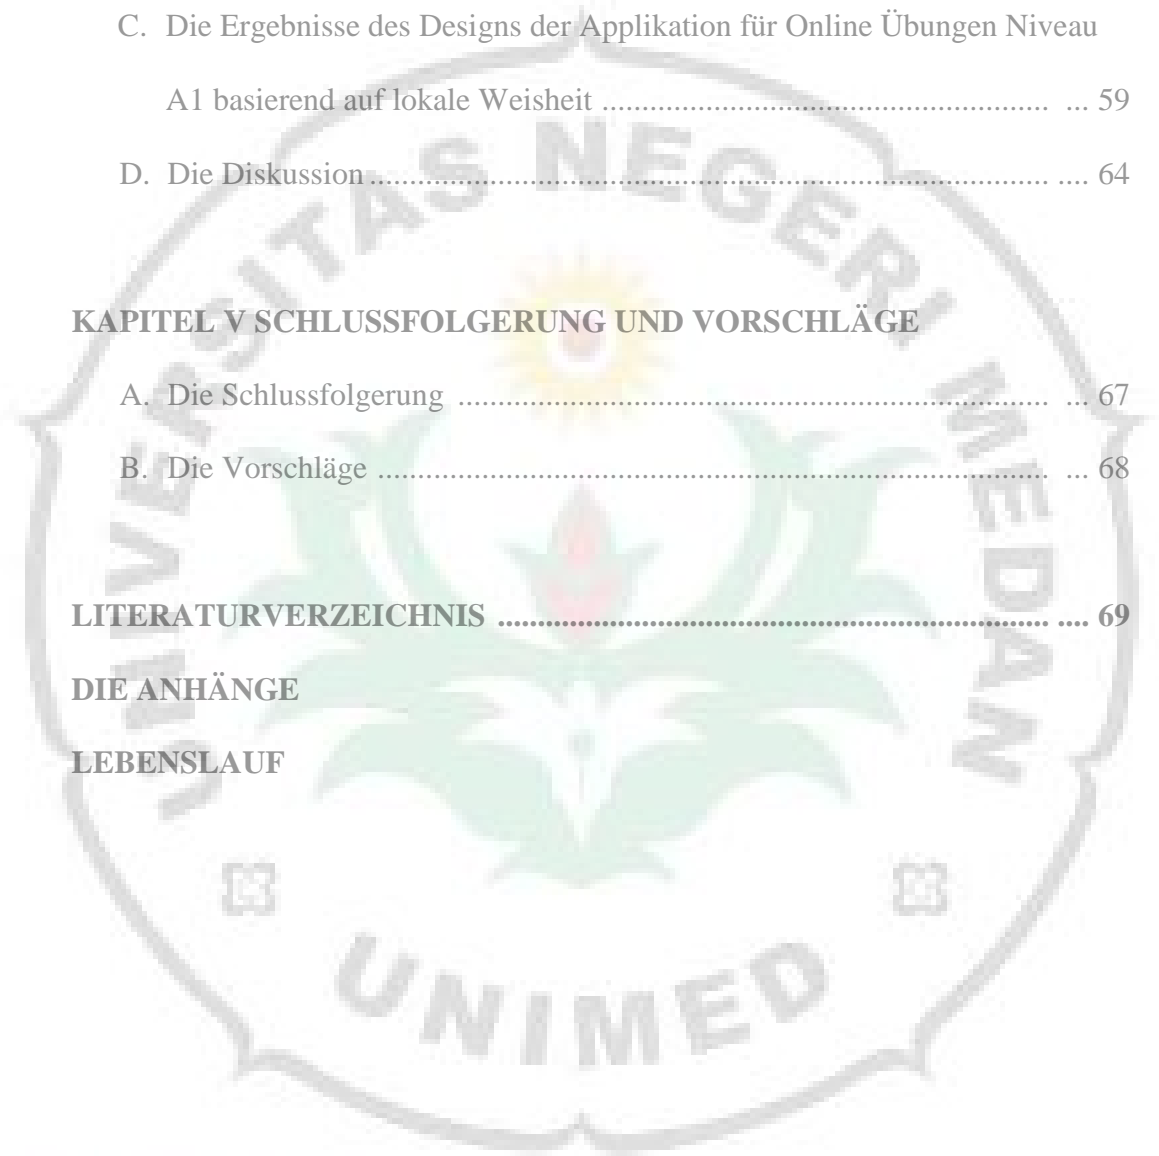 C. Die Ergebnisse des Designs der Applikation für Online Übungen Niveau
A1 basierend auf lokale Weisheit ........................................................ ... 59
D. Die Diskussion ..................................................................................... .... 64
KAPITEL V SCHLUSSFOLGERUNG UND VORSCHLÄGE
A. Die Schlussfolgerung .......................................................................... ... 67
B. Die Vorschläge .................................................................................... ... 68
LITERATURVERZEICHNIS ..................................................................... .... 69
DIE ANHÄNGE
LEBENSLAUF
UNIVERSITAS NEGERI MEDAN
UNIMED